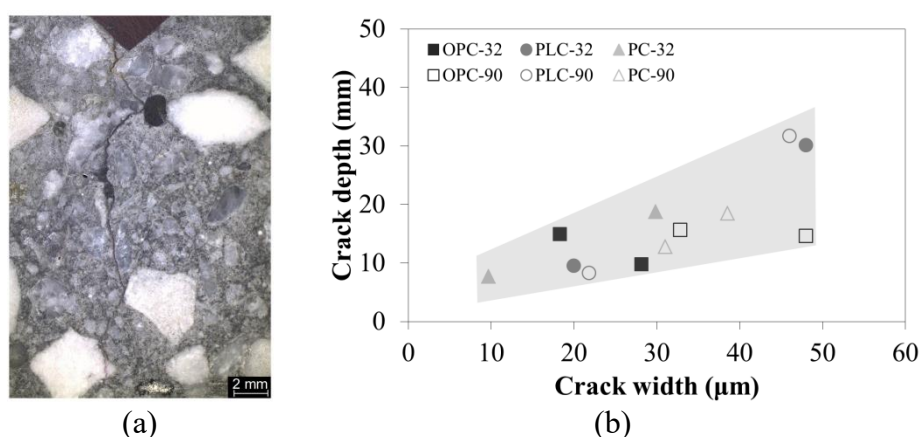 2 mm
(a)
Crack depth (mm)
50
40
30
20
10
0
OPC-32 PLC-32 PC-32
OPC-90 PLC-90 PC-90
0 10 20 30 40 50 60
Crack width (µm)
(b)